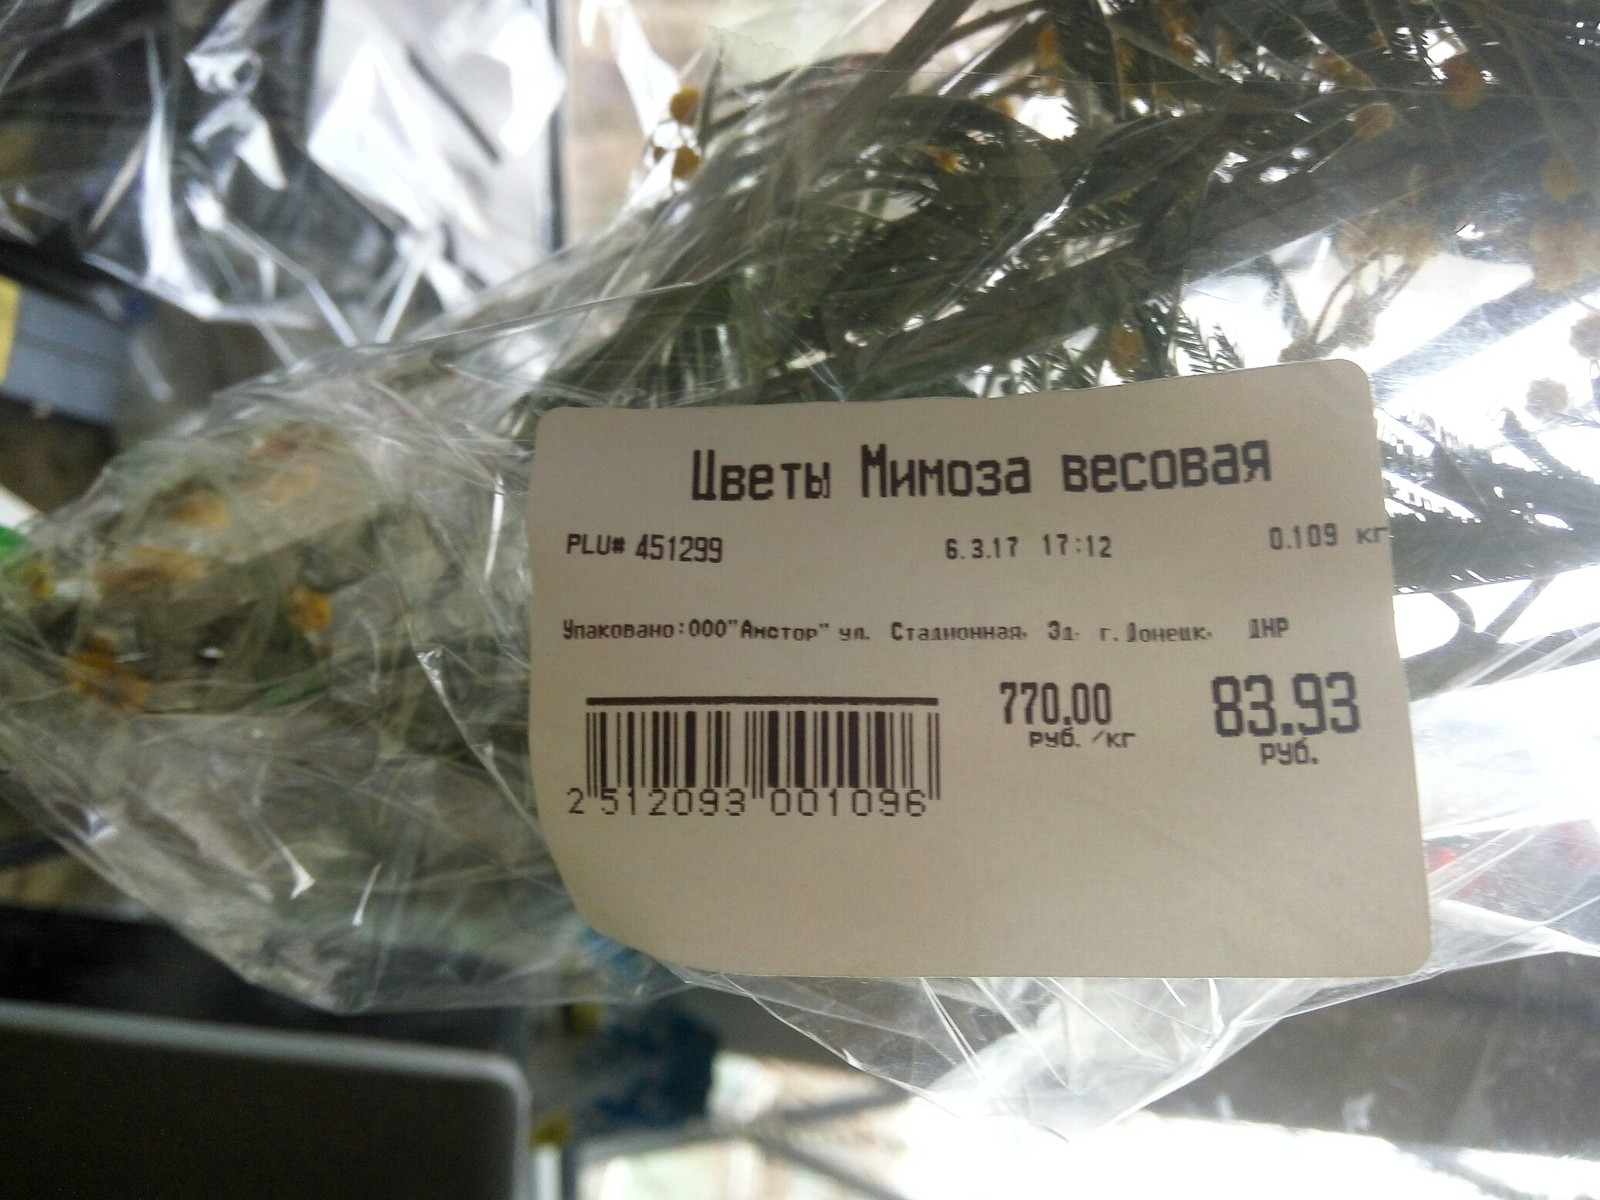 Цветы Мимоза весовая
PLU# 451299 6.3.17 17:12 0.109 кг
Упаковано:ООО"Амстор" ул. Стадионная, 3д. г.Донецк, ДНР
770.00 83.93
руб./кг руб.
2 512093 001096